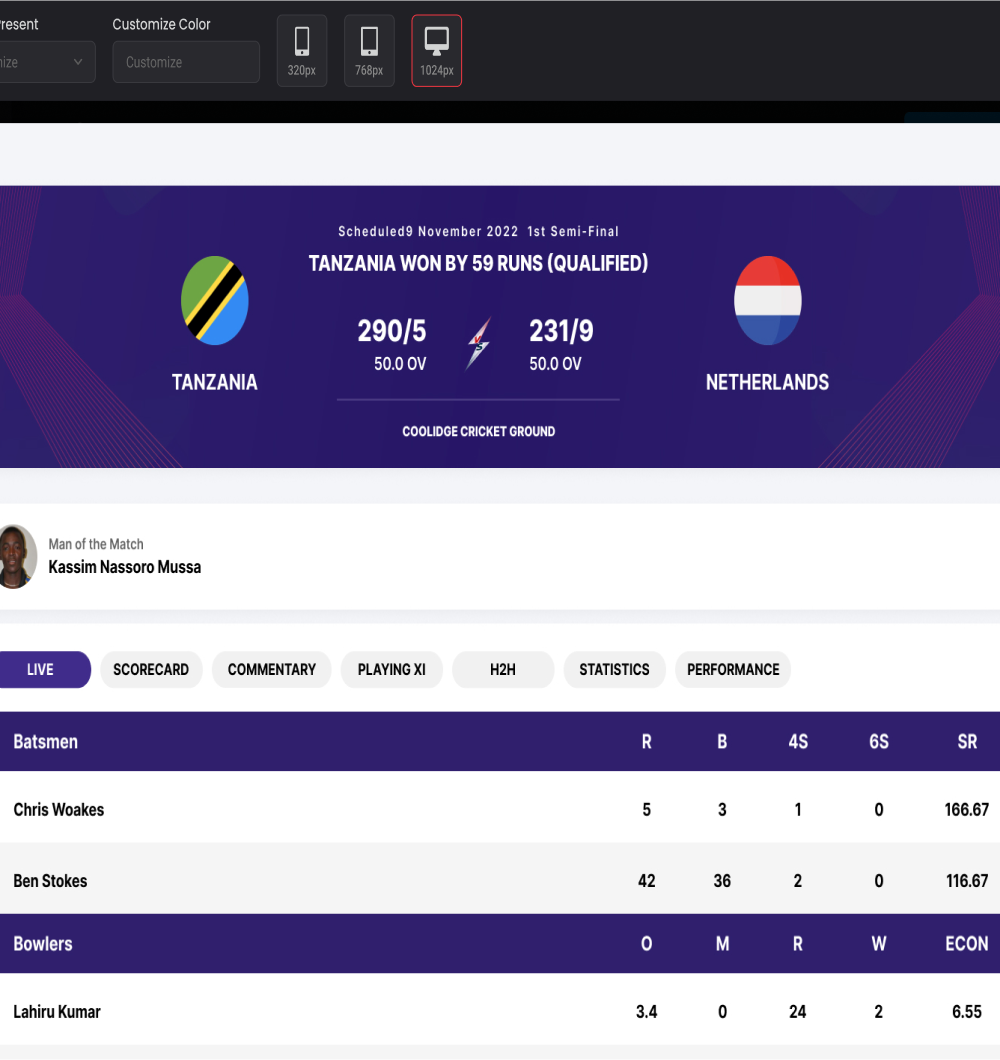 resent
Customize Color
ize
Customize
320px
768px
1024px
Scheduled9 November 2022 1st Semi-Final
TANZANIA WON BY 59 RUNS (QUALIFIED)
290/5
231/9
50.0 OV
50.0 OV
TANZANIA
NETHERLANDS
COOLIDGE CRICKET GROUND
Man of the Match
Kassim Nassoro Mussa
LIVE SCORECARD COMMENTARY PLAYING XI H2H STATISTICS PERFORMANCE
Batsmen R B 4S 6S SR
Chris Woakes 5 3 1 0 166.67
Ben Stokes 42 36 2 0 116.67
Bowlers O M R W ECON
Lahiru Kumar 3.4 0 24 2 6.55